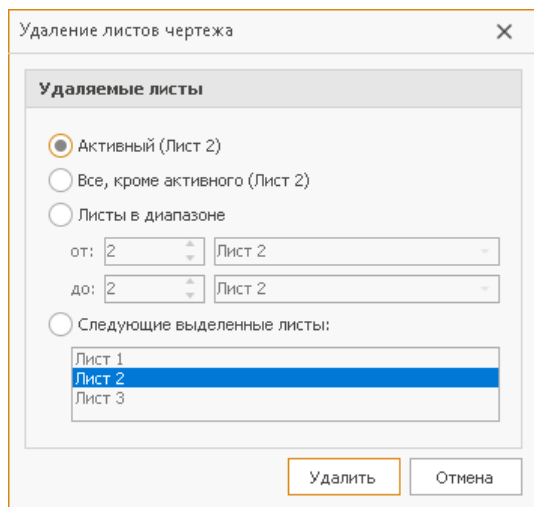 Удаление листов чертежа
Удаляемые листы
Активный (Лист 2)
Все, кроме активного (Лист 2)
Листы в диапазоне
от: 2 Лист 2
до: 2 Лист 2
Следующие выделенные листы:
Лист 1
Лист 2
Лист 3
Удалить Отмена